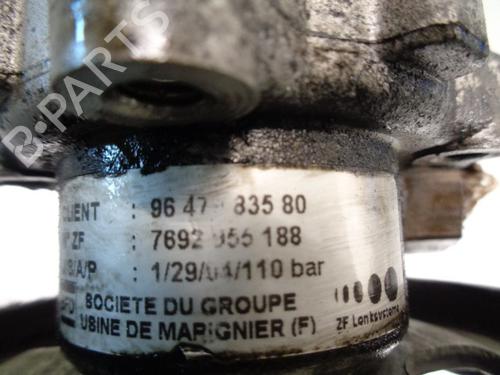 B-PARTS
CLIENT : 96 47 835 80
ZF : 7692 955 188
S/A/P : 1/29/04/110 bar
SOCIETE DU GROUPE
USINE DE MARIGNIER (F)
ZF Lenksysteme